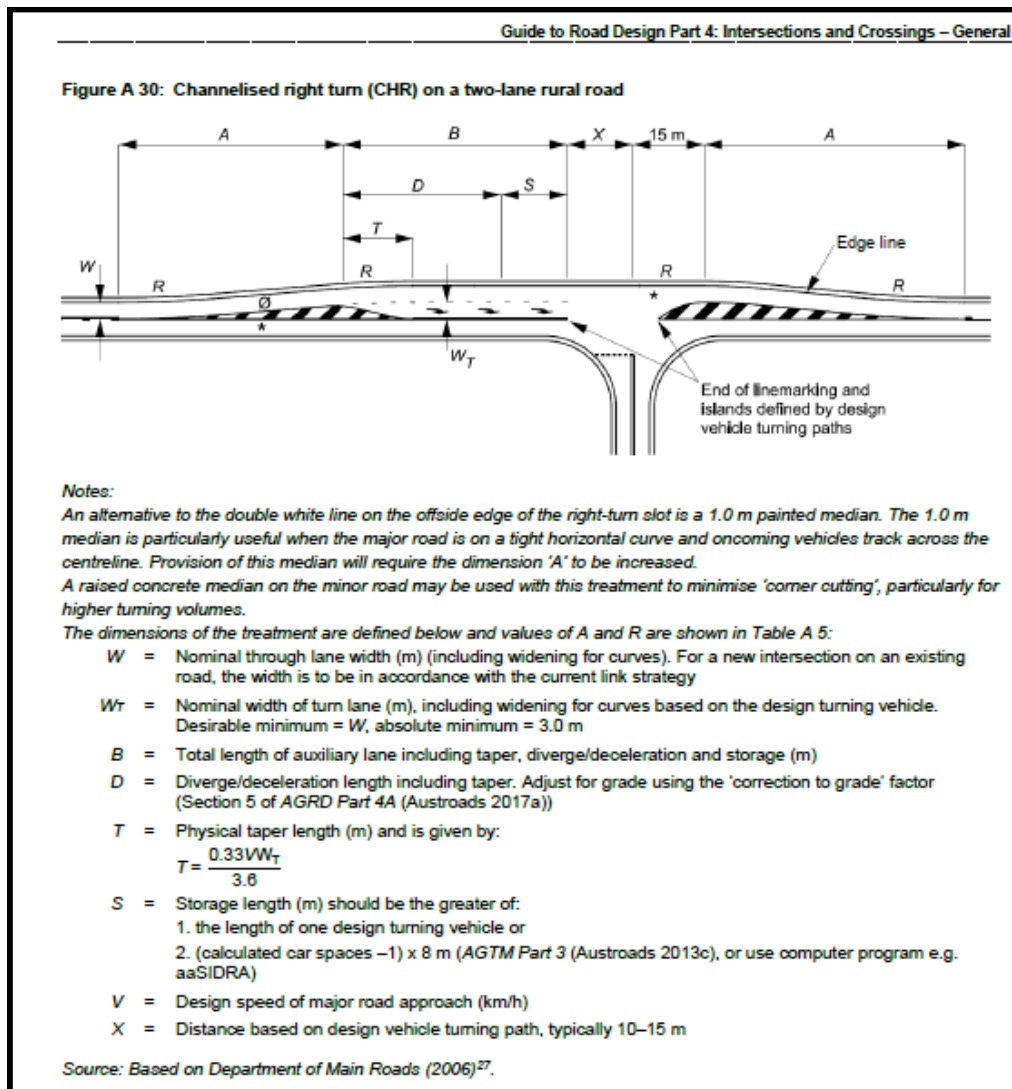 Guide to Road Design Part 4: Intersections and Crossings – General
Figure A 30: Channelised right turn (CHR) on a two-lane rural road
A B X 15 m A
D S
T
Edge line
W
R R R R
Ø
*
*
WT
End of linemarking and
islands defined by design
vehicle turning paths
Notes:
An alternative to the double white line on the offside edge of the right-turn slot is a 1.0 m painted median. The 1.0 m
median is particularly useful when the major road is on a tight horizontal curve and oncoming vehicles track across the
centreline. Provision of this median will require the dimension 'A' to be increased.
A raised concrete median on the minor road may be used with this treatment to minimise 'corner cutting', particularly for
higher turning volumes.
The dimensions of the treatment are defined below and values of A and R are shown in Table A 5:
W = Nominal through lane width (m) (including widening for curves). For a new intersection on an existing
road, the width is to be in accordance with the current link strategy
WT = Nominal width of turn lane (m), including widening for curves based on the design turning vehicle.
Desirable minimum = W, absolute minimum = 3.0 m
B = Total length of auxiliary lane including taper, diverge/deceleration and storage (m)
D = Diverge/deceleration length including taper. Adjust for grade using the 'correction to grade' factor
(Section 5 of AGRD Part 4A (Austroads 2017a))
T = Physical taper length (m) and is given by:
T = 0.33VWT
3.6
S = Storage length (m) should be the greater of:
1. the length of one design turning vehicle or
2. (calculated car spaces –1) x 8 m (AGTM Part 3 (Austroads 2013c), or use computer program e.g.
aaSIDRA)
V = Design speed of major road approach (km/h)
X = Distance based on design vehicle turning path, typically 10–15 m
Source: Based on Department of Main Roads (2006)27.